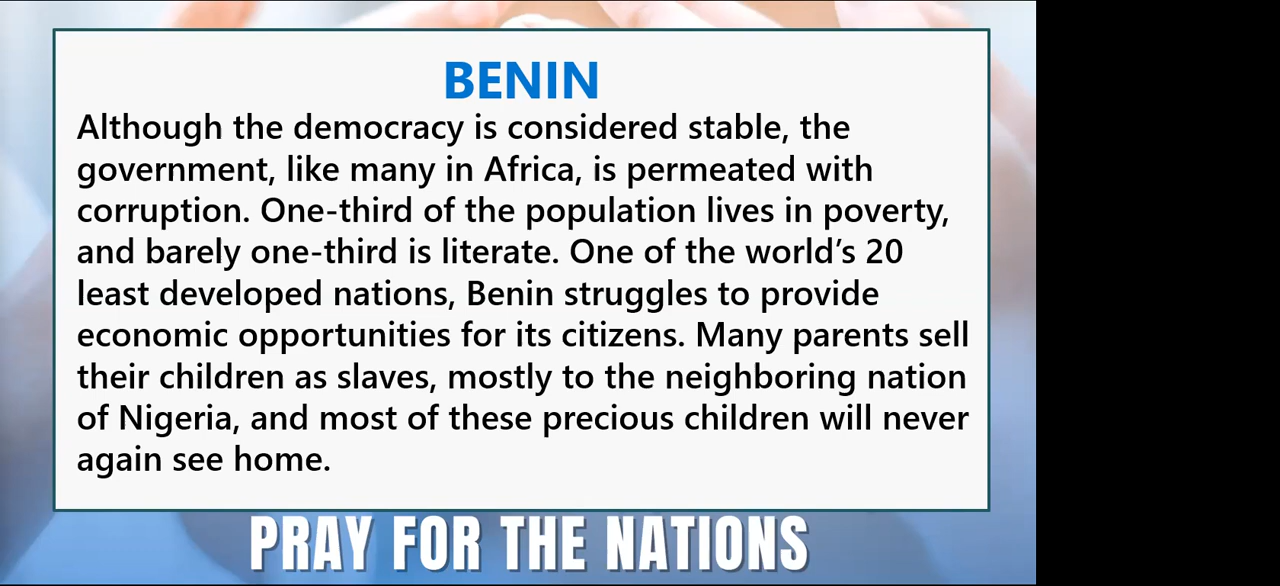 BENIN
Although the democracy is considered stable, the
government, like many in Africa, is permeated with
corruption. One-third of the population lives in poverty,
and barely one-third is literate. One of the world’s 20
least developed nations, Benin struggles to provide
economic opportunities for its citizens. Many parents sell
their children as slaves, mostly to the neighboring nation
of Nigeria, and most of these precious children will never
again see home.
PRAY FOR THE NATIONS